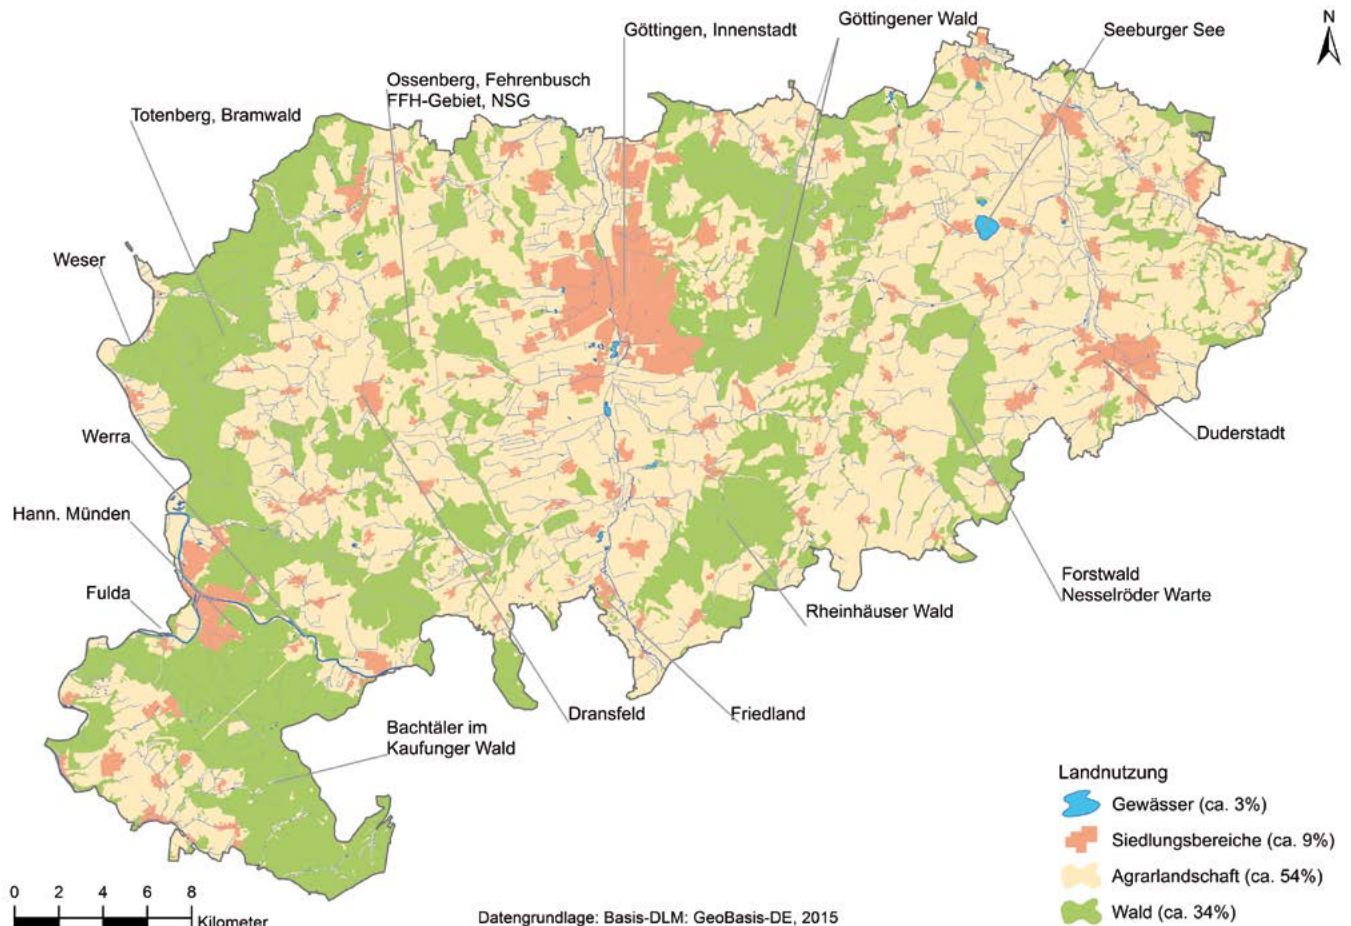 N
Göttingen, Innenstadt
Göttingener Wald
Seeburger See
Ossenberg, Fehrenbusch
FFH-Gebiet, NSG
Totenberg, Bramwald
Weser
Werra
Duderstadt
Hann. Münden
Fulda
Forstwald
Nesselröder Warte
Rheinhäuser Wald
Dransfeld
Friedland
Bachtäler im
Kaufunger Wald
Landnutzung
Gewässer (ca. 3%)
Siedlungsbereiche (ca. 9%)
Agrarlandschaft (ca. 54%)
Wald (ca. 34%)
0 2 4 6 8
Kilometer
Datengrundlage: Basis-DLM: GeoBasis-DE, 2015